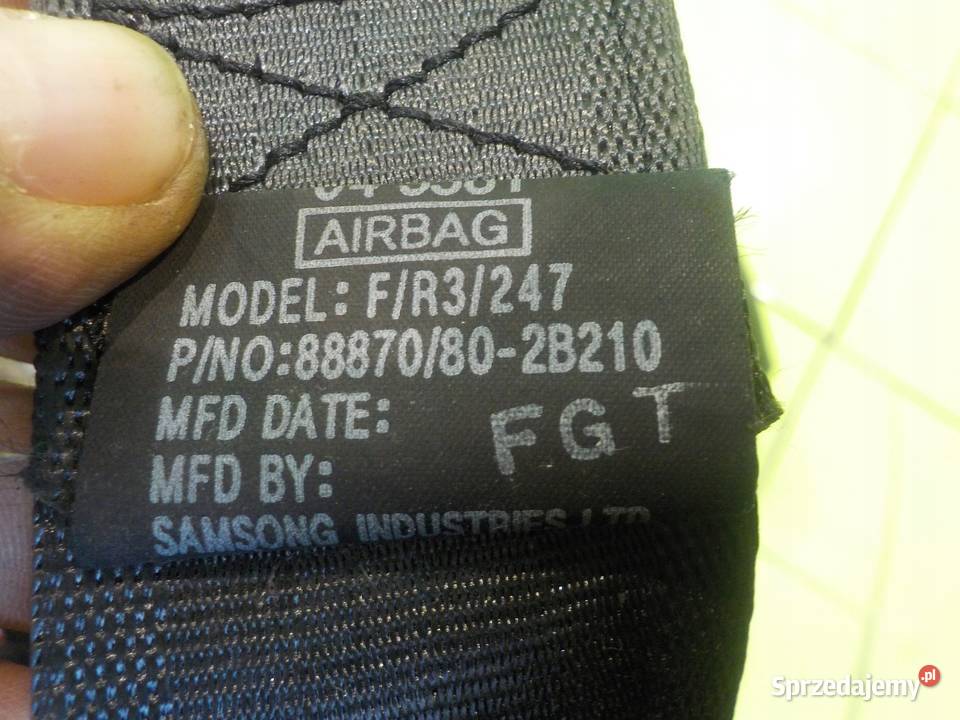 AIRBAG
MODEL: F/R3/247
P/NO:88870/80-2B210
MFD DATE:
FGT
MFD BY:
SAMSONG INDUSTRIES LTD
Sprzedajemy.pl